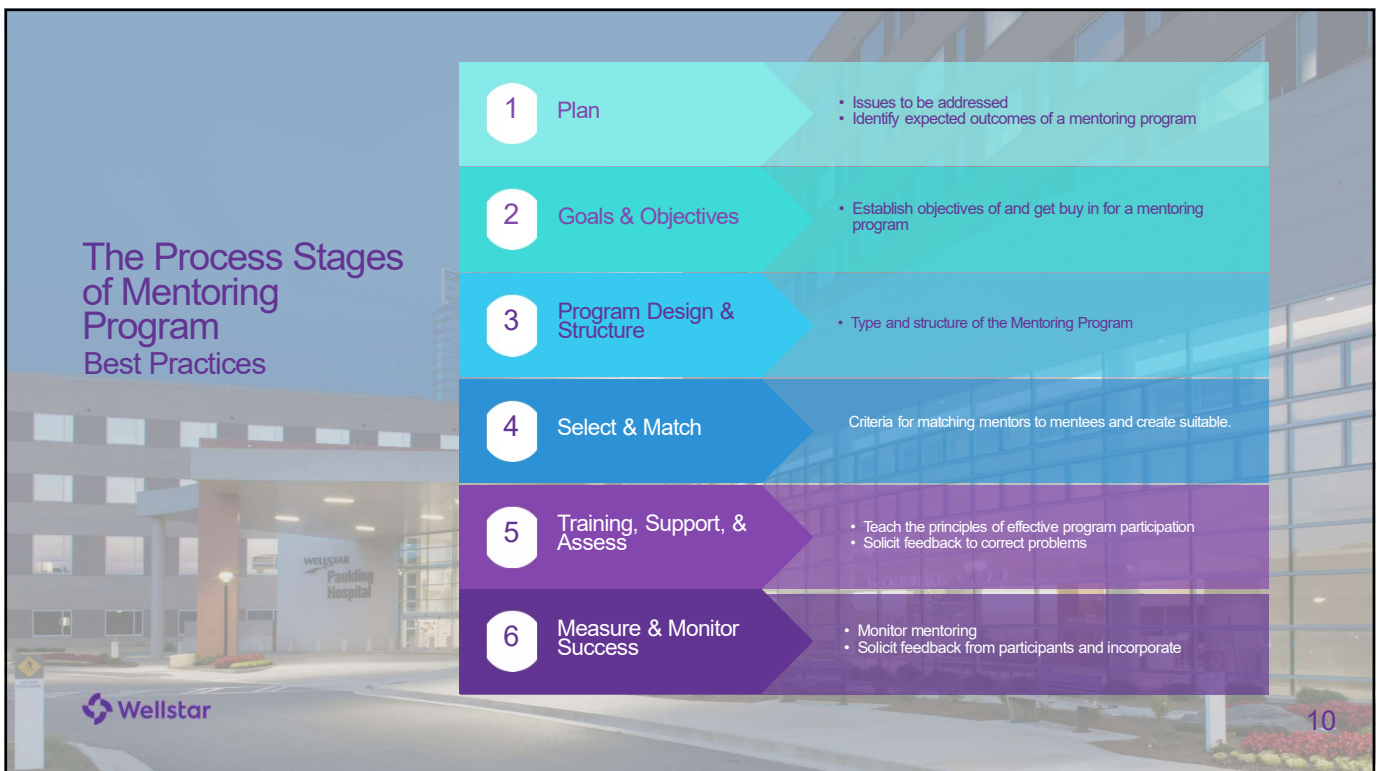 The Process Stages
of Mentoring
Program
Best Practices
1
Plan
• Issues to be addressed
• Identify expected outcomes of a mentoring program
2
Goals & Objectives
• Establish objectives of and get buy in for a mentoring
program
3
Program Design &
Structure
• Type and structure of the Mentoring Program
4
Select & Match
Criteria for matching mentors to mentees and create suitable.
5
Training, Support, &
Assess
• Teach the principles of effective program participation
• Solicit feedback to correct problems
6
Measure & Monitor
Success
• Monitor mentoring
• Solicit feedback from participants and incorporate
WELLSTAR
Paulding
Hospital
Wellstar
10